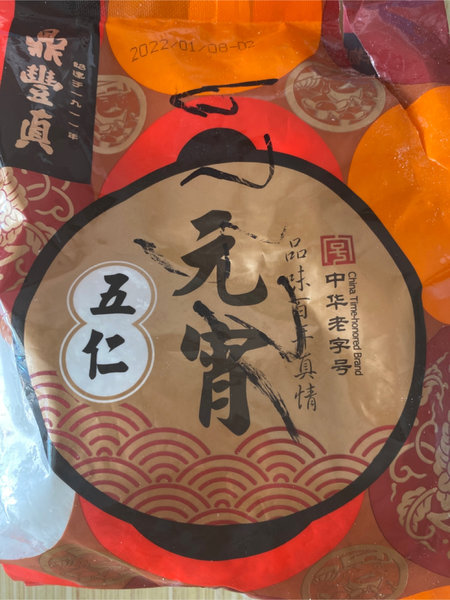 2022/01/08-02
鼎豐真
始建于一九一一年
元宵
五仁
品味百年真情
中华老字号
China Time-honored Brand